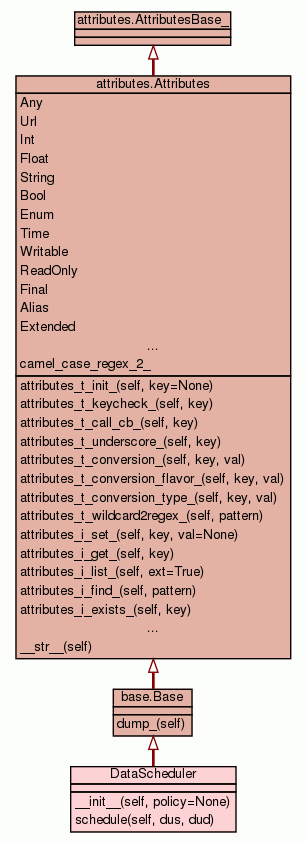 attributes.AttributesBase_
attributes.Attributes
Any
Url
Int
Float
String
Bool
Enum
Time
Writable
ReadOnly
Final
Alias
Extended
...
camel_case_regex_2_
attributes_t_init_(self, key=None)
attributes_t_keycheck_(self, key)
attributes_t_call_cb_(self, key)
attributes_t_underscore_(self, key)
attributes_t_conversion_(self, key, val)
attributes_t_conversion_flavor_(self, key, val)
attributes_t_conversion_type_(self, key, val)
attributes_t_wildcard2regex_(self, pattern)
attributes_i_set_(self, key, val=None)
attributes_i_get_(self, key)
attributes_i_list_(self, ext=True)
attributes_i_find_(self, pattern)
attributes_i_exists_(self, key)
...
__str__(self)
base.Base
dump_(self)
DataScheduler
__init__(self, policy=None)
schedule(self, dus, dud)